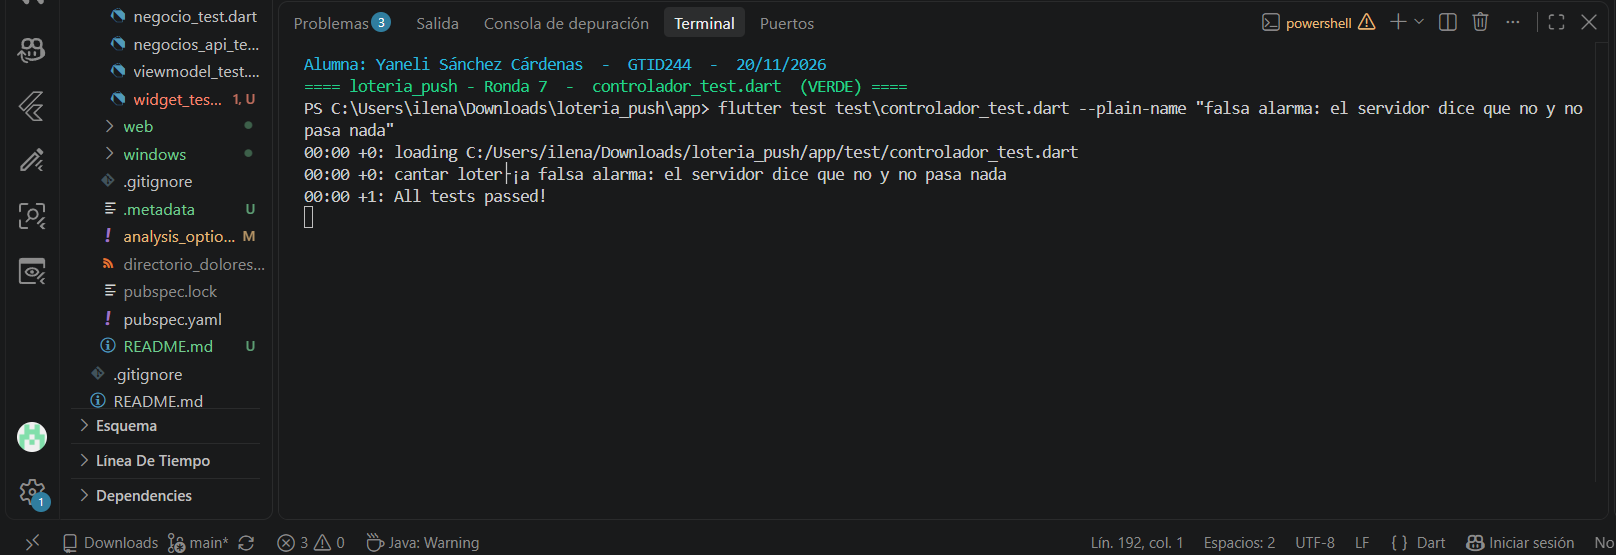 negocio_test.dart
negocios_api_te...
viewmodel_test....
widget_tes... 1, U
web
windows
.gitignore
.metadata U
analysis_optio... M
directorio_dolores...
pubspec.lock
pubspec.yaml
README.md U
.gitignore
README.md
Esquema
Línea De Tiempo
Dependencies
1
Problemas 3 Salida Consola de depuración Terminal Puertos
powershell
Alumna: Yaneli Sánchez Cárdenas - GTID244 - 20/11/2026
==== loteria_push - Ronda 7 - controlador_test.dart (VERDE) ====
PS C:\Users\ilena\Downloads\loteria_push\app> flutter test test\controlador_test.dart --plain-name "falsa alarma: el servidor dice que no y no
pasa nada"
00:00 +0: loading C:/Users/ilena/Downloads/loteria_push/app/test/controlador_test.dart
00:00 +0: cantar loter├¡a falsa alarma: el servidor dice que no y no pasa nada
00:00 +1: All tests passed!
Downloads main* 3 0 Java: Warning Lín. 192, col. 1 Espacios: 2 UTF-8 LF { } Dart Iniciar sesión No